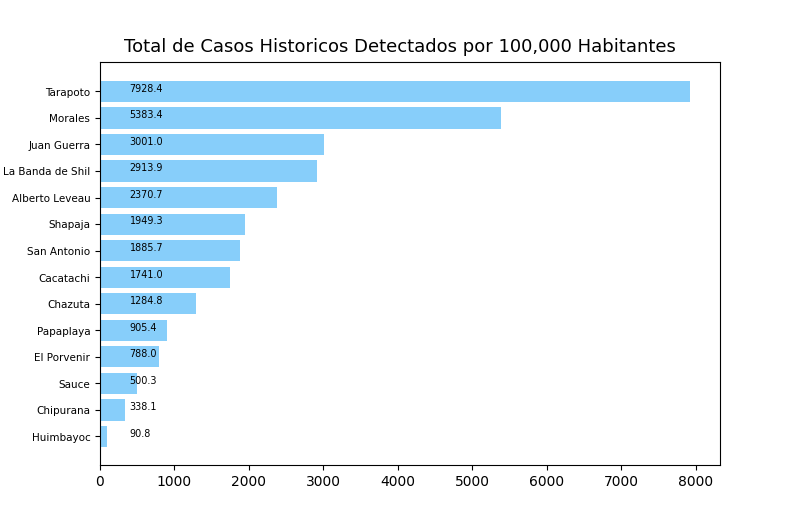 Total de Casos Historicos Detectados por 100,000 Habitantes
Tarapoto 7928.4
Morales 5383.4
Juan Guerra 3001.0
La Banda de Shil 2913.9
Alberto Leveau 2370.7
Shapaja 1949.3
San Antonio 1885.7
Cacatachi 1741.0
Chazuta 1284.8
Papaplaya 905.4
El Porvenir 788.0
Sauce 500.3
Chipurana 338.1
Huimbayoc 90.8
0 1000 2000 3000 4000 5000 6000 7000 8000